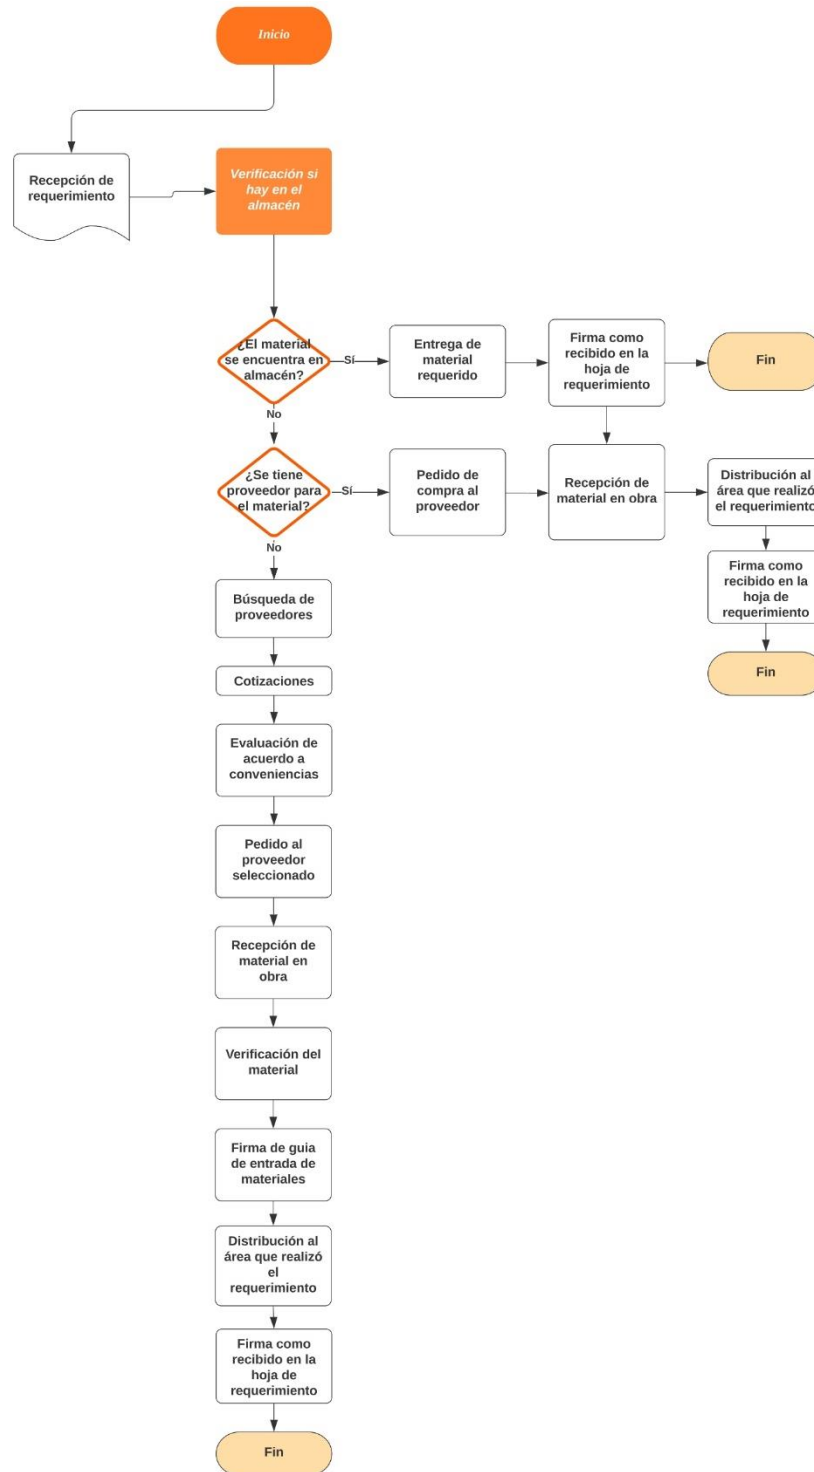 Inicio
Recepción de
requerimiento
Verificación si
hay en el
almacén
¿El material
se encuentra en
almacén?
Sí
Entrega de
material
requerido
Firma como
recibido en la
hoja de
requerimiento
Fin
No
¿Se tiene
proveedor para
el material?
Sí
Pedido de
compra al
proveedor
Recepción de
material en obra
Distribución al
área que realizó
el requerimiento
Firma como
recibido en la
hoja de
requerimiento
Fin
No
Búsqueda de
proveedores
Cotizaciones
Evaluación de
acuerdo a
conveniencias
Pedido al
proveedor
seleccionado
Recepción de
material en
obra
Verificación del
material
Firma de guia
de entrada de
materiales
Distribución al
área que realizó
el
requerimiento
Firma como
recibido en la
hoja de
requerimiento
Fin